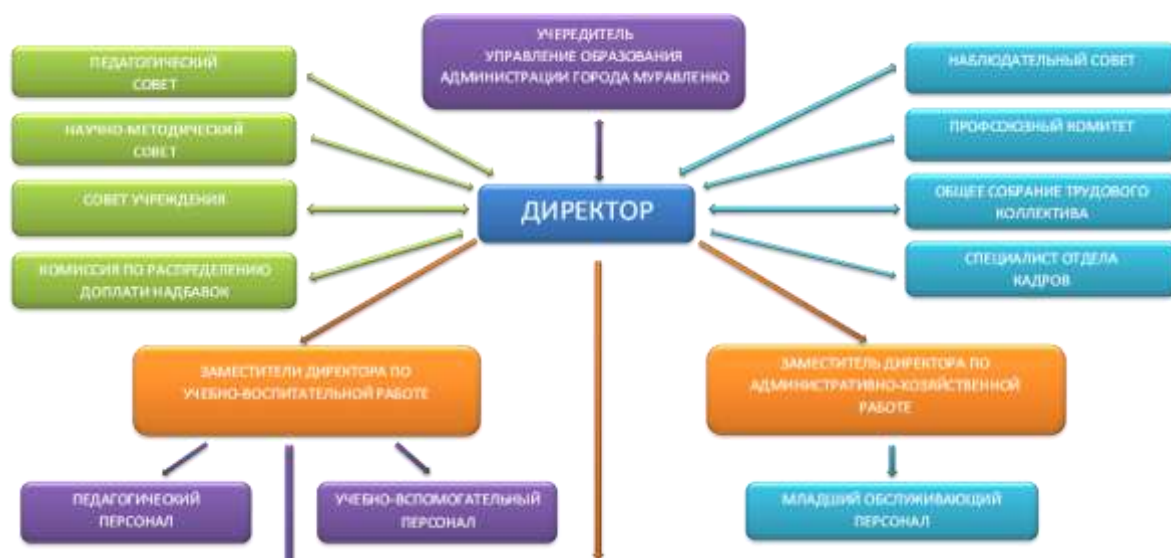 УЧЕРЕДИТЕЛЬ
УПРАВЛЕНИЕ ОБРАЗОВАНИЯ
АДМИНИСТРАЦИИ ГОРОДА МУРАВЛЕНКО
ПЕДАГОГИЧЕСКИЙ
СОВЕТ
НАУЧНО-МЕТОДИЧЕСКИЙ
СОВЕТ
СОВЕТ УЧРЕЖДЕНИЯ
КОМИССИЯ ПО РАСПРЕДЕЛЕНИЮ
ДОПЛАТИ НАДБАВОК
ДИРЕКТОР
НАБЛЮДАТЕЛЬНЫЙ СОВЕТ
ПРОФСОЮЗНЫЙ КОМИТЕТ
ОБЩЕЕ СОБРАНИЕ ТРУДОВОГО
КОЛЛЕКТИВА
СПЕЦИАЛИСТ ОТДЕЛА
КАДРОВ
ЗАМЕСТИТЕЛИ ДИРЕКТОРА ПО
УЧЕБНО-ВОСПИТАТЕЛЬНОЙ РАБОТЕ
ЗАМЕСТИТЕЛЬ ДИРЕКТОРА ПО
АДМИНИСТРАТИВНО-ХОЗЯЙСТВЕННОЙ
РАБОТЕ
ПЕДАГОГИЧЕСКИЙ
ПЕРСОНАЛ
УЧЕБНО-ВСПОМОГАТЕЛЬНЫЙ
ПЕРСОНАЛ
МЛАДШИЙ ОБСЛУЖИВАЮЩИЙ
ПЕРСОНАЛ